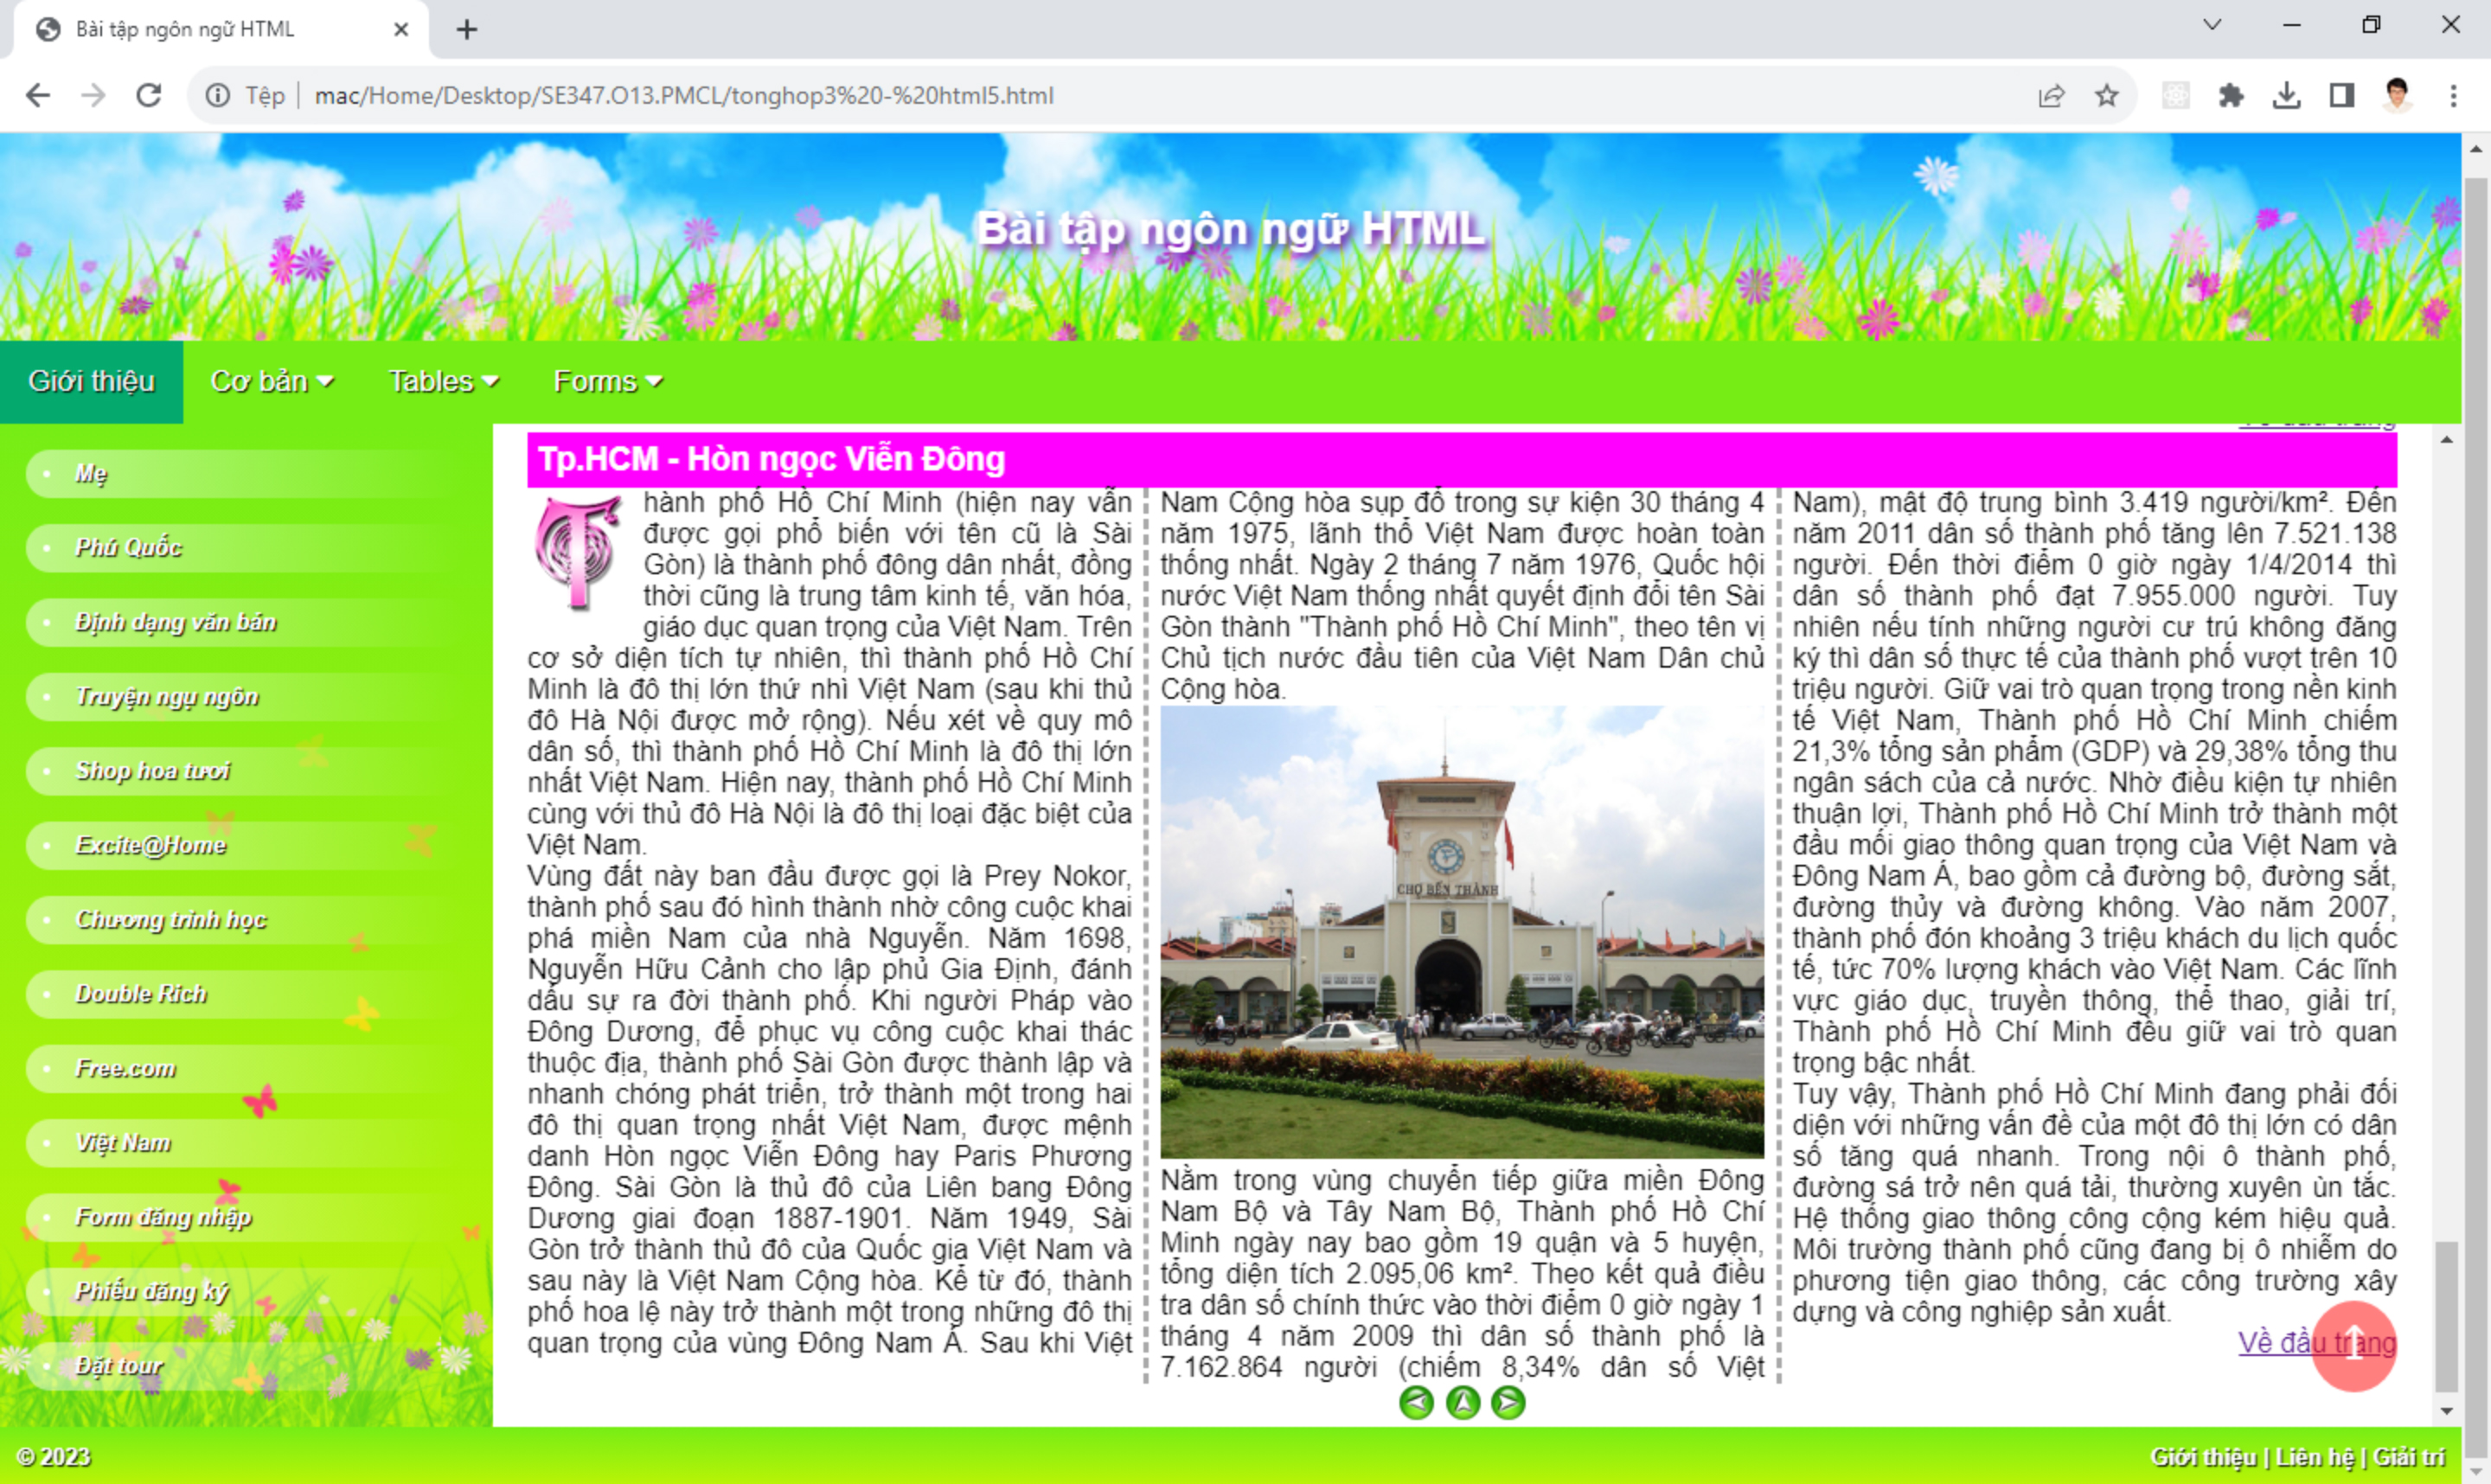 Bài tập ngôn ngữ HTML
Tệp
mac/Home/Desktop/SE347.O13.PMCL/tonghop3%20-%20html5.html
Bài tập ngôn ngữ HTML
Giới thiệu
Cơ bản
Tables
Forms
Mẹ
Phú Quốc
Định dạng văn bản
Truyện ngụ ngôn
Shop hoa tươi
Excite@Home
Chương trình học
Double Rich
Free.com
Việt Nam
Form đăng nhập
Phiếu đăng ký
Đặt tour
Tp.HCM - Hòn ngọc Viễn Đông
T
hành phố Hồ Chí Minh (hiện nay vẫn
được gọi phổ biến với tên cũ là Sài
Gòn) là thành phố đông dân nhất, đồng
thời cũng là trung tâm kinh tế, văn hóa,
giáo dục quan trọng của Việt Nam. Trên
cơ sở diện tích tự nhiên, thì thành phố Hồ Chí
Minh là đô thị lớn thứ nhì Việt Nam (sau khi thủ
đô Hà Nội được mở rộng). Nếu xét về quy mô
dân số, thì thành phố Hồ Chí Minh là đô thị lớn
nhất Việt Nam. Hiện nay, thành phố Hồ Chí Minh
cùng với thủ đô Hà Nội là đô thị loại đặc biệt của
Việt Nam.
Vùng đất này ban đầu được gọi là Prey Nokor,
thành phố sau đó hình thành nhờ công cuộc khai
phá miền Nam của nhà Nguyễn. Năm 1698,
Nguyễn Hữu Cảnh cho lập phủ Gia Định, đánh
dấu sự ra đời thành phố. Khi người Pháp vào
Đông Dương, để phục vụ công cuộc khai thác
thuộc địa, thành phố Sài Gòn được thành lập và
nhanh chóng phát triển, trở thành một trong hai
đô thị quan trọng nhất Việt Nam, được mệnh
danh Hòn ngọc Viễn Đông hay Paris Phương
Đông. Sài Gòn là thủ đô của Liên bang Đông
Dương giai đoạn 1887-1901. Năm 1949, Sài
Gòn trở thành thủ đô của Quốc gia Việt Nam và
sau này là Việt Nam Cộng hòa. Kể từ đó, thành
phố hoa lệ này trở thành một trong những đô thị
quan trọng của vùng Đông Nam Á. Sau khi Việt
Nam Cộng hòa sụp đổ trong sự kiện 30 tháng 4
năm 1975, lãnh thổ Việt Nam được hoàn toàn
thống nhất. Ngày 2 tháng 7 năm 1976, Quốc hội
nước Việt Nam thống nhất quyết định đổi tên Sài
Gòn thành "Thành phố Hồ Chí Minh", theo tên vị
Chủ tịch nước đầu tiên của Việt Nam Dân chủ
Cộng hòa.
CHỢ BẾN THÀNH
Nằm trong vùng chuyển tiếp giữa miền Đông
Nam Bộ và Tây Nam Bộ, Thành phố Hồ Chí
Minh ngày nay bao gồm 19 quận và 5 huyện,
tổng diện tích 2.095,06 km². Theo kết quả điều
tra dân số chính thức vào thời điểm 0 giờ ngày 1
tháng 4 năm 2009 thì dân số thành phố là
7.162.864 người (chiếm 8,34% dân số Việt
Nam), mật độ trung bình 3.419 người/km². Đến
năm 2011 dân số thành phố tăng lên 7.521.138
người. Đến thời điểm 0 giờ ngày 1/4/2014 thì
dân số thành phố đạt 7.955.000 người. Tuy
nhiên nếu tính những người cư trú không đăng
ký thì dân số thực tế của thành phố vượt trên 10
triệu người. Giữ vai trò quan trọng trong nền kinh
tế Việt Nam, Thành phố Hồ Chí Minh chiếm
21,3% tổng sản phẩm (GDP) và 29,38% tổng thu
ngân sách của cả nước. Nhờ điều kiện tự nhiên
thuận lợi, Thành phố Hồ Chí Minh trở thành một
đầu mối giao thông quan trọng của Việt Nam và
Đông Nam Á, bao gồm cả đường bộ, đường sắt,
đường thủy và đường không. Vào năm 2007,
thành phố đón khoảng 3 triệu khách du lịch quốc
tế, tức 70% lượng khách vào Việt Nam. Các lĩnh
vực giáo dục, truyền thông, thể thao, giải trí,
Thành phố Hồ Chí Minh đều giữ vai trò quan
trọng bậc nhất.
Tuy vậy, Thành phố Hồ Chí Minh đang phải đối
diện với những vấn đề của một đô thị lớn có dân
số tăng quá nhanh. Trong nội ô thành phố,
đường sá trở nên quá tải, thường xuyên ùn tắc.
Hệ thống giao thông công cộng kém hiệu quả.
Môi trường thành phố cũng đang bị ô nhiễm do
phương tiện giao thông, các công trường xây
dựng và công nghiệp sản xuất.
Về đầu trang
© 2023
Giới thiệu | Liên hệ | Giải trí